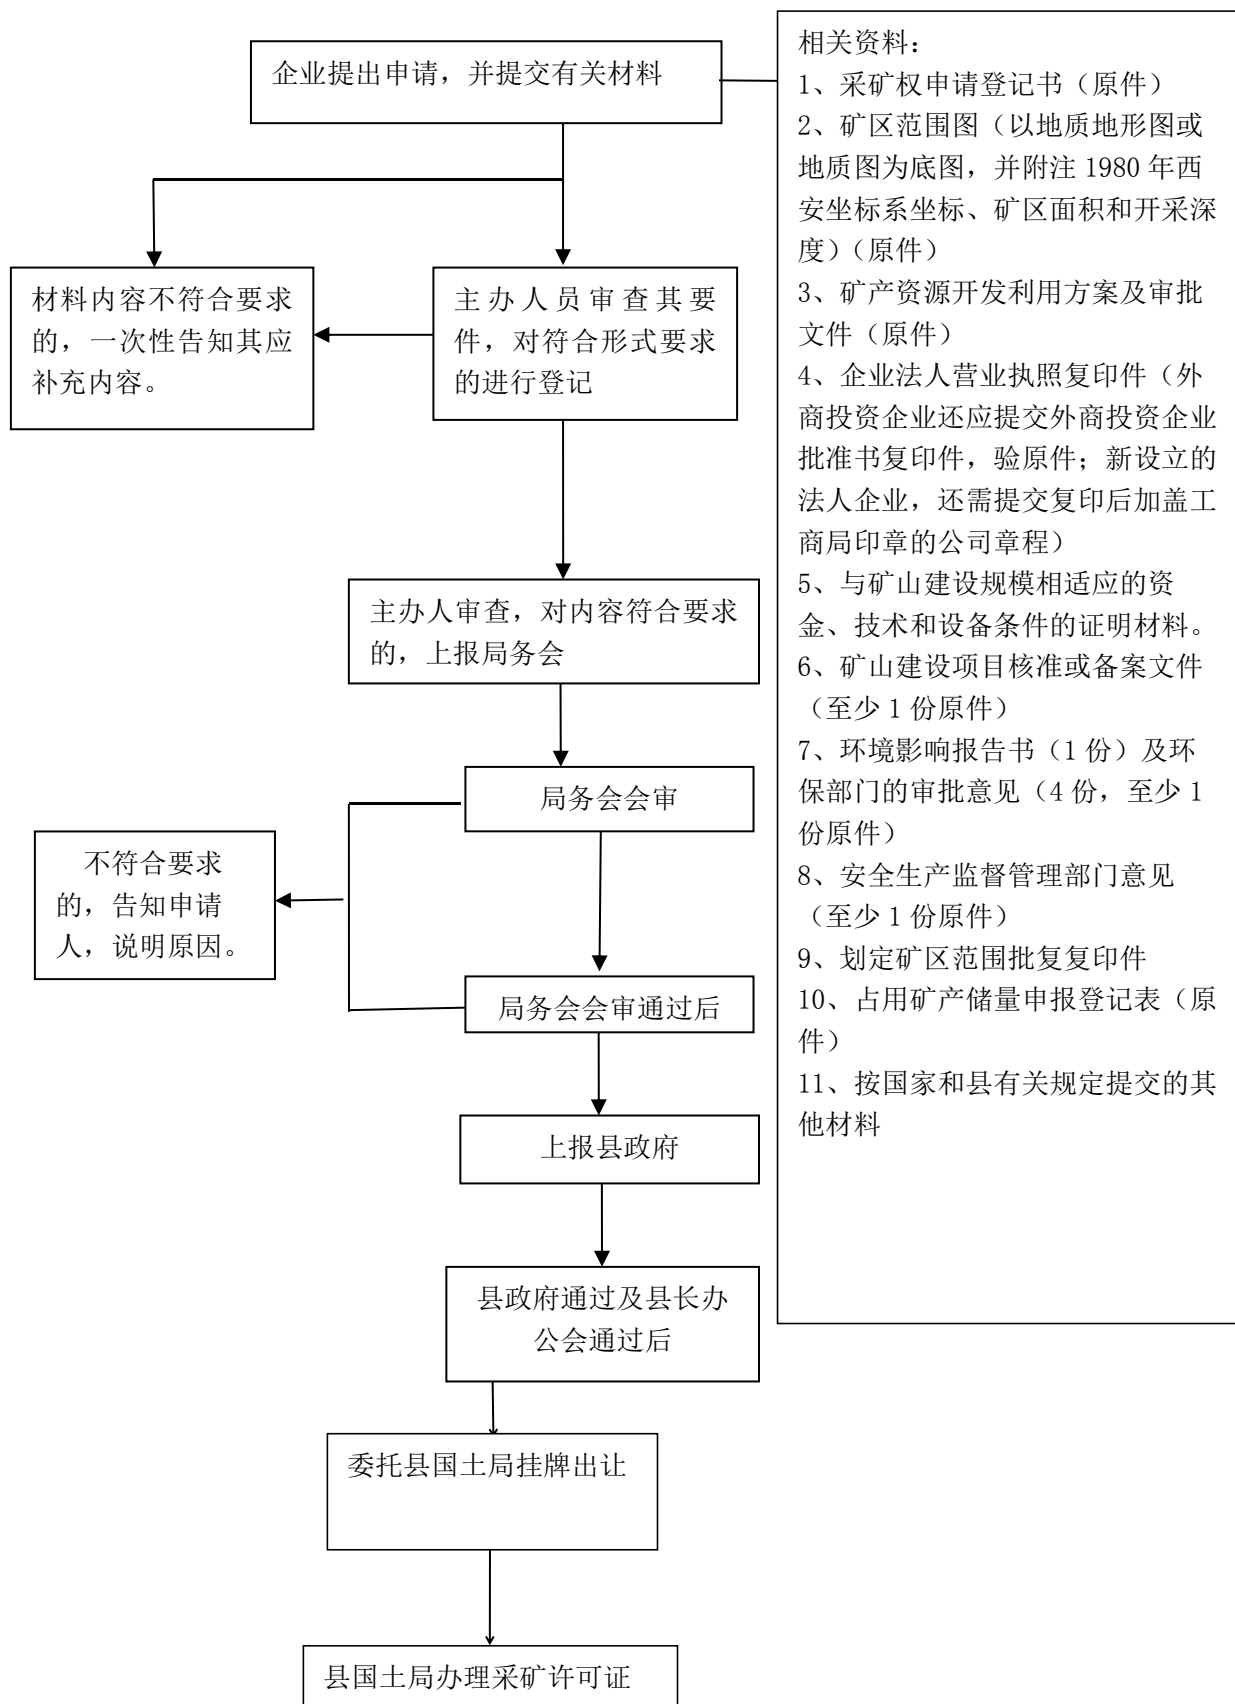 企业提出申请，并提交有关材料
材料内容不符合要求
的，一次性告知其应
补充内容。
主办人员审查其要
件，对符合形式要求
的进行登记
主办人审查，对内容符合要求
的，上报局务会
局务会会审
不符合要求
的，告知申请
人，说明原因。
局务会会审通过后
上报县政府
县政府通过及县长办
公会通过后
委托县国土局挂牌出让
县国土局办理采矿许可证
相关资料：
1、采矿权申请登记书（原件）
2、矿区范围图（以地质地形图或
地质图为底图，并附注 1980 年西
安坐标系坐标、矿区面积和开采深
度）（原件）
3、矿产资源开发利用方案及审批
文件（原件）
4、企业法人营业执照复印件（外
商投资企业还应提交外商投资企业
批准书复印件，验原件；新设立的
法人企业，还需提交复印后加盖工
商局印章的公司章程）
5、与矿山建设规模相适应的资
金、技术和设备条件的证明材料。
6、矿山建设项目核准或备案文件
（至少 1 份原件）
7、环境影响报告书（1 份）及环
保部门的审批意见（4 份，至少 1
份原件）
8、安全生产监督管理部门意见
（至少 1 份原件）
9、划定矿区范围批复复印件
10、占用矿产储量申报登记表（原
件）
11、按国家和县有关规定提交的其
他材料